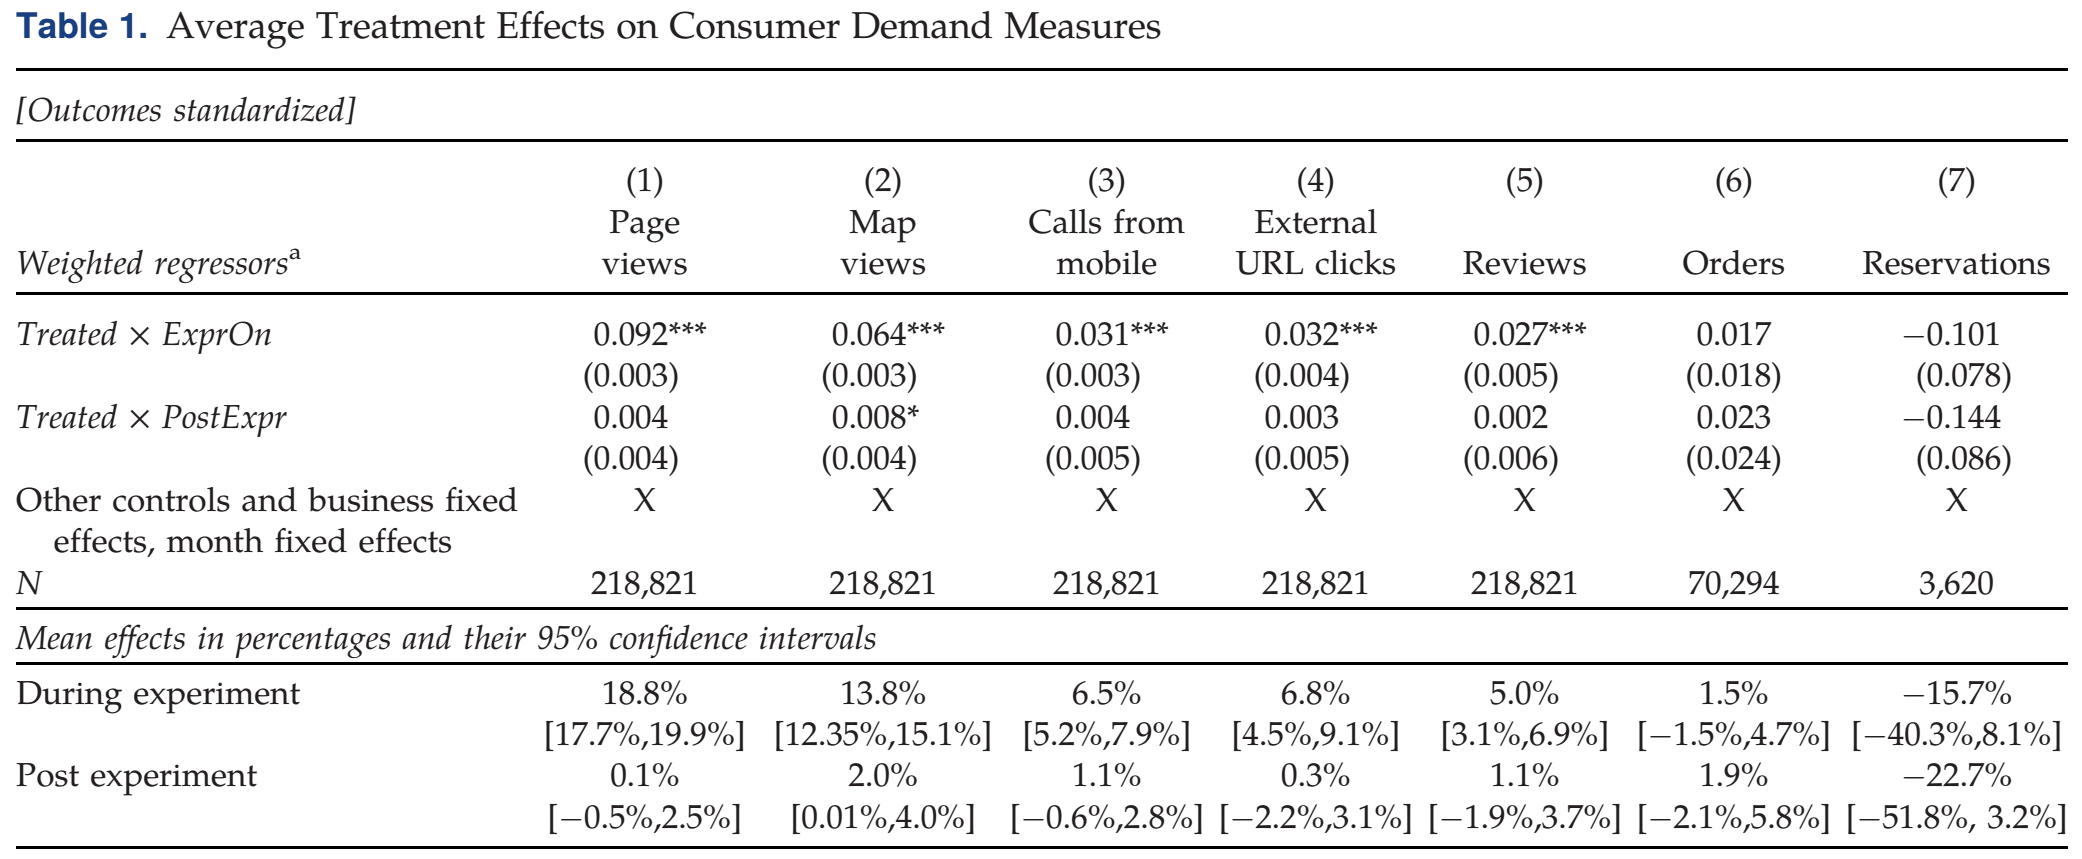 Table 1. Average Treatment Effects on Consumer Demand Measures
[Outcomes standardized]
(1) (2) (3) (4) (5) (6) (7)
Page Map Calls from External
Weighted regressorsᵃ views views mobile URL clicks Reviews Orders Reservations
Treated × ExprOn 0.092*** 0.064*** 0.031*** 0.032*** 0.027*** 0.017 −0.101
(0.003) (0.003) (0.003) (0.004) (0.005) (0.018) (0.078)
Treated × PostExpr 0.004 0.008* 0.004 0.003 0.002 0.023 −0.144
(0.004) (0.004) (0.005) (0.005) (0.006) (0.024) (0.086)
Other controls and business fixed X X X X X X X
effects, month fixed effects
N 218,821 218,821 218,821 218,821 218,821 70,294 3,620
Mean effects in percentages and their 95% confidence intervals
During experiment 18.8% 13.8% 6.5% 6.8% 5.0% 1.5% −15.7%
[17.7%,19.9%] [12.35%,15.1%] [5.2%,7.9%] [4.5%,9.1%] [3.1%,6.9%] [−1.5%,4.7%] [−40.3%,8.1%]
Post experiment 0.1% 2.0% 1.1% 0.3% 1.1% 1.9% −22.7%
[−0.5%,2.5%] [0.01%,4.0%] [−0.6%,2.8%] [−2.2%,3.1%] [−1.9%,3.7%] [−2.1%,5.8%] [−51.8%, 3.2%]